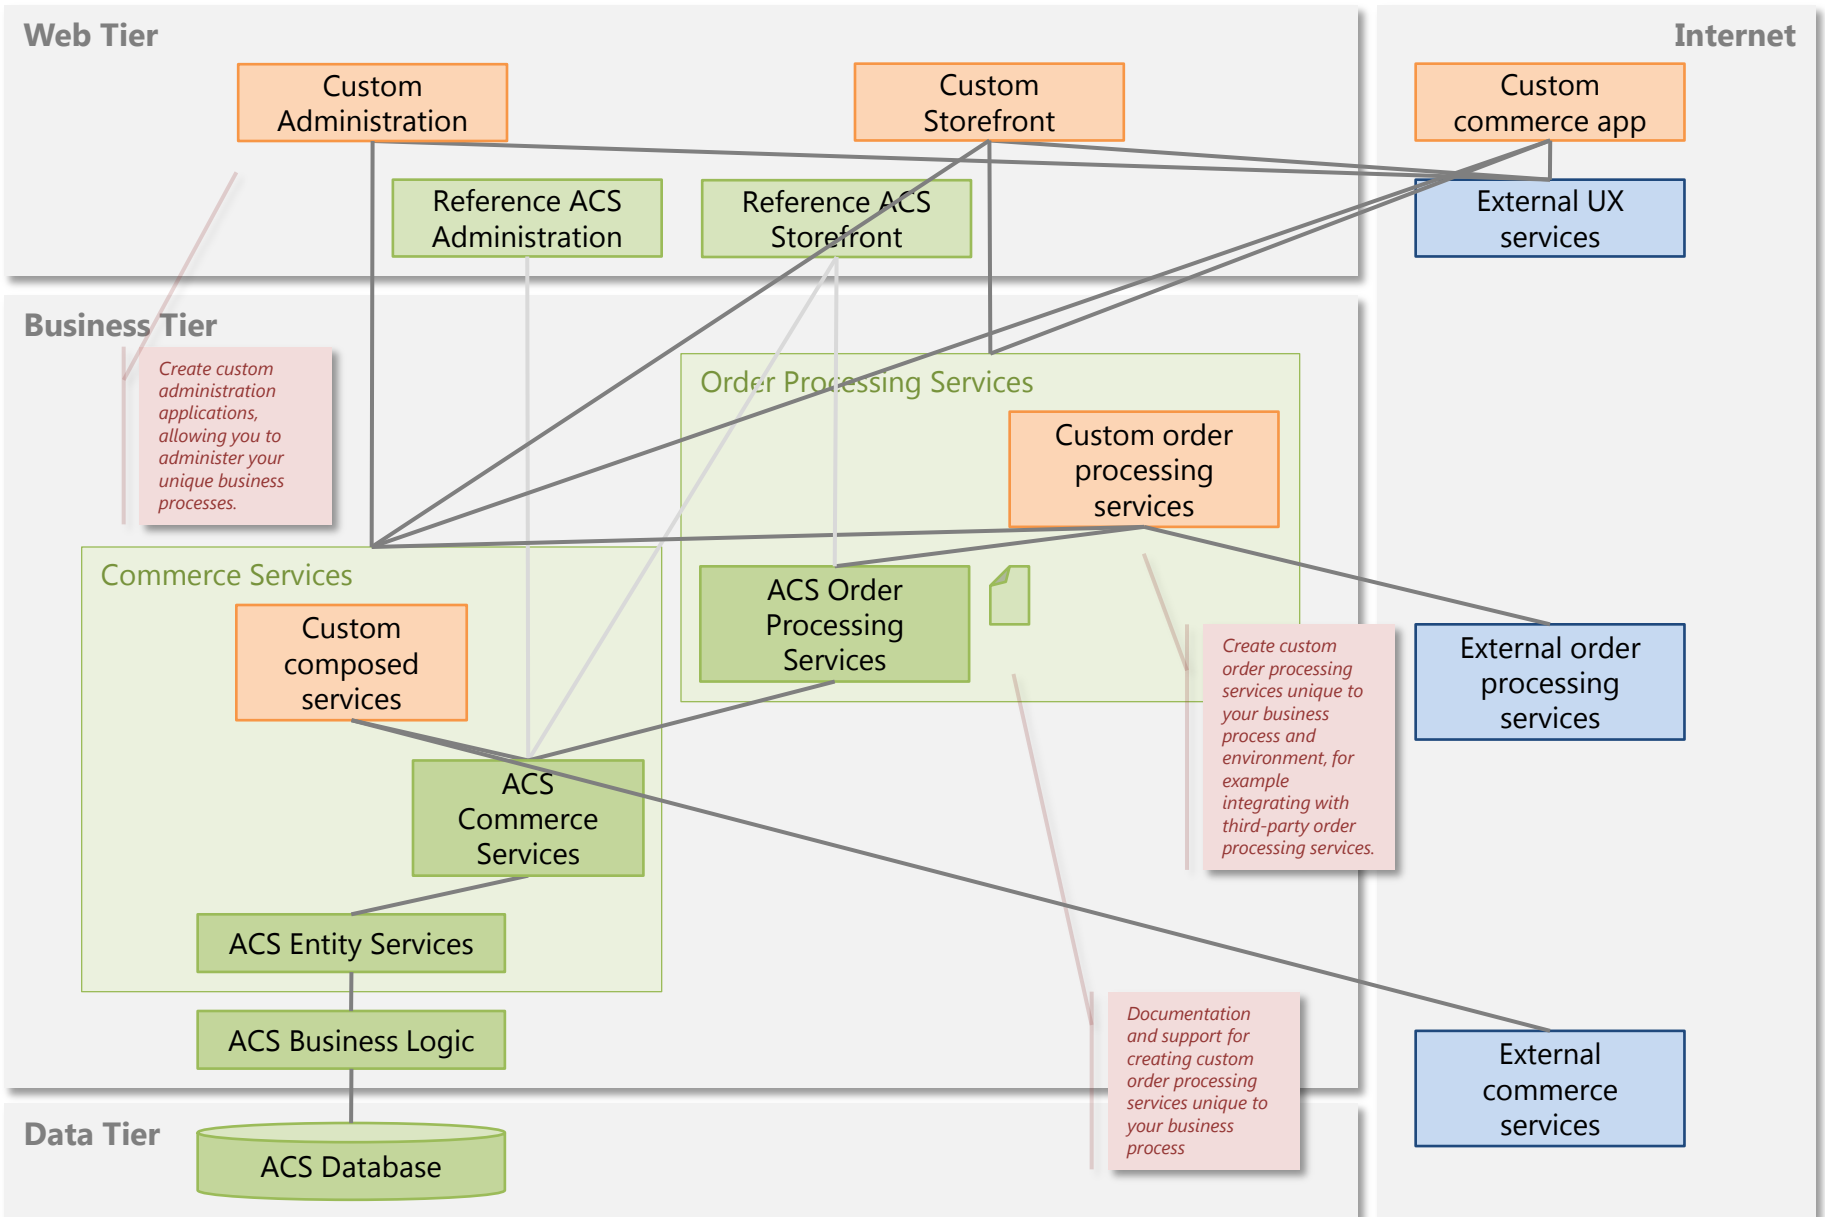 Web Tier
Internet
Custom
Administration
Custom
Storefront
Custom
commerce app
Reference ACS
Administration
Reference ACS
Storefront
External UX
services
Business Tier
Create custom
administration
applications,
allowing you to
administer your
unique business
processes.
Order Processing Services
Custom order
processing
services
Commerce Services
Custom
composed
services
ACS Order
Processing
Services
Create custom
order processing
services unique to
your business
process and
environment, for
example
integrating with
third-party order
processing services.
External order
processing
services
ACS
Commerce
Services
ACS Entity Services
ACS Business Logic
Documentation
and support for
creating custom
order processing
services unique to
your business
process
External
commerce
services
Data Tier
ACS Database